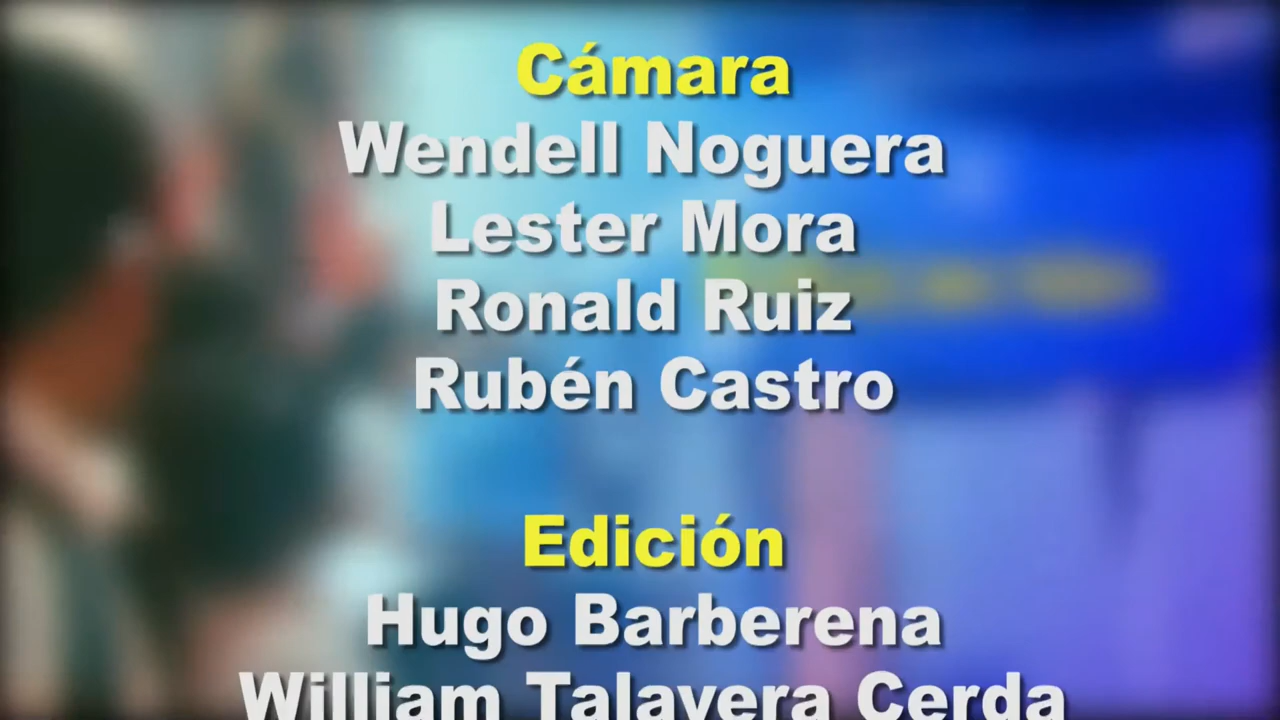 Cámara
Wendell Noguera
Lester Mora
Ronald Ruiz
Rubén Castro
Edición
Hugo Barberena
William Talavera Cerda